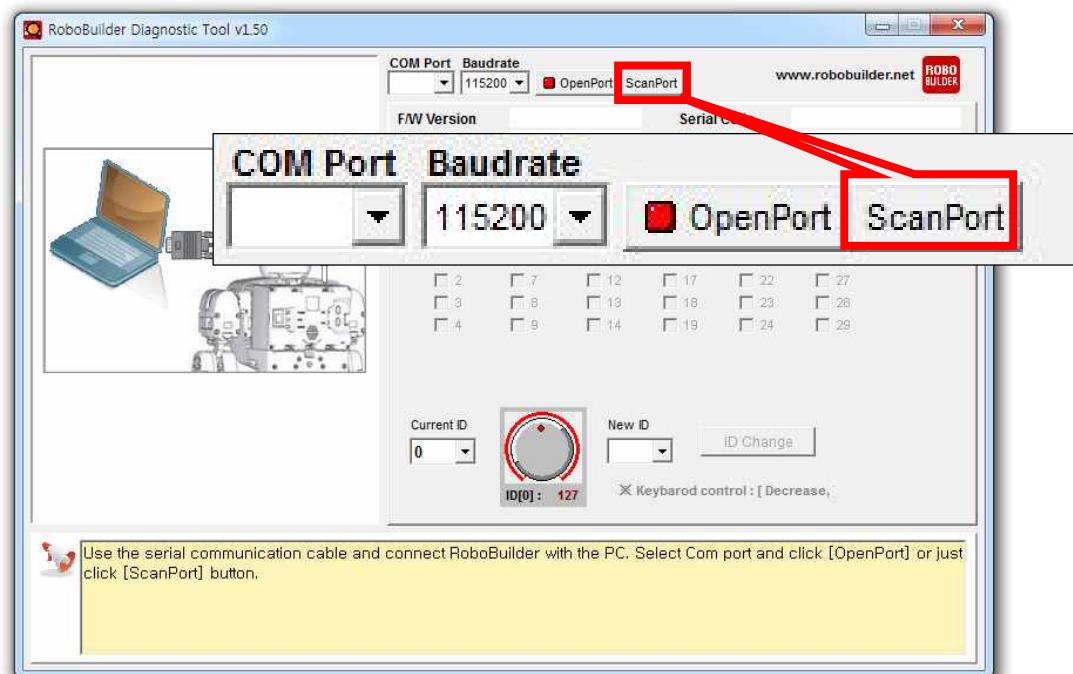 RoboBuilder Diagnostic Tool v1.50
COM Port Baudrate
115200 OpenPort ScanPort
www.robobuilder.net
ROBO
BUILDER
F/W Version Serial
COM Port Baudrate
115200 OpenPort ScanPort
2 7 12 17 22 27
3 8 13 18 23 28
4 9 14 19 24 29
Current ID New ID
0 ID Change
ID[0] : 127
※ Keybarod control : [ Decrease,
Use the serial communication cable and connect RoboBuilder with the PC. Select Com port and click [OpenPort] or just
click [ScanPort] button.